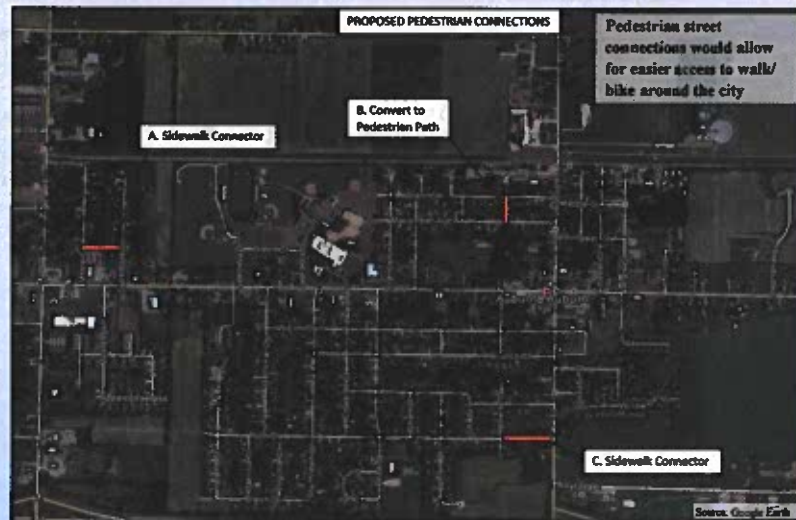 PROPOSED PEDESTRIAN CONNECTIONS
Pedestrian street
connections would allow
for easier access to walk/
bike around the city
B. Convert to
Pedestrian Path
A. Sidewalk Connector
C. Sidewalk Connector
Source: Google Earth